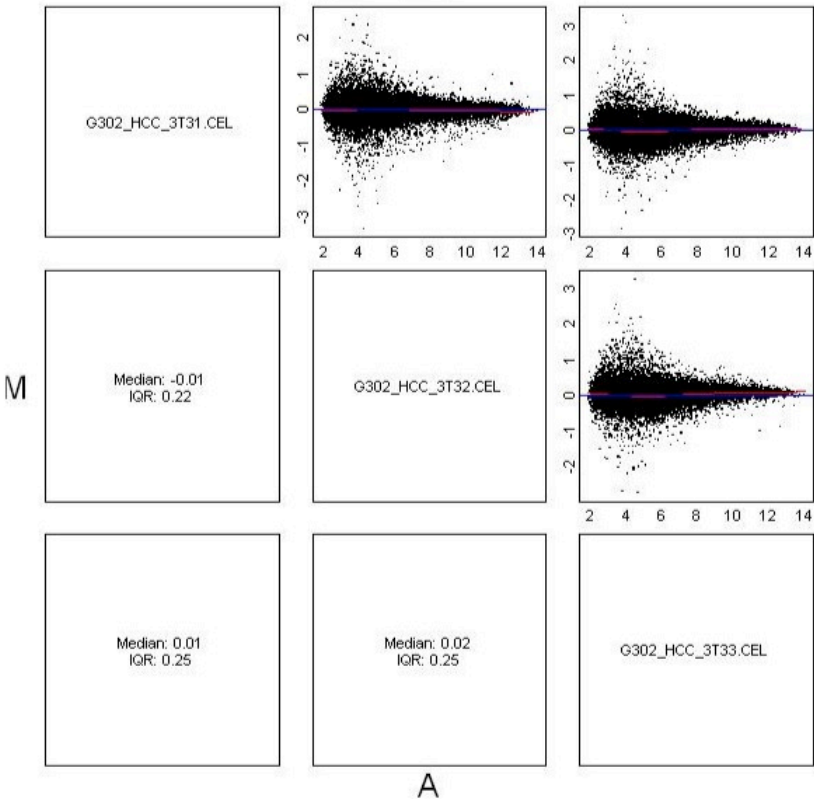 G302_HCC_3T31.CEL
2
1
0
-1
-2
-3
2 4 6 8 10 12 14
3
2
1
0
-1
-2
-3
2 4 6 8 10 12 14
M
Median: -0.01
IQR: 0.22
G302_HCC_3T32.CEL
3
2
1
0
-1
-2
2 4 6 8 10 12 14
Median: 0.01
IQR: 0.25
Median: 0.02
IQR: 0.25
G302_HCC_3T33.CEL
A